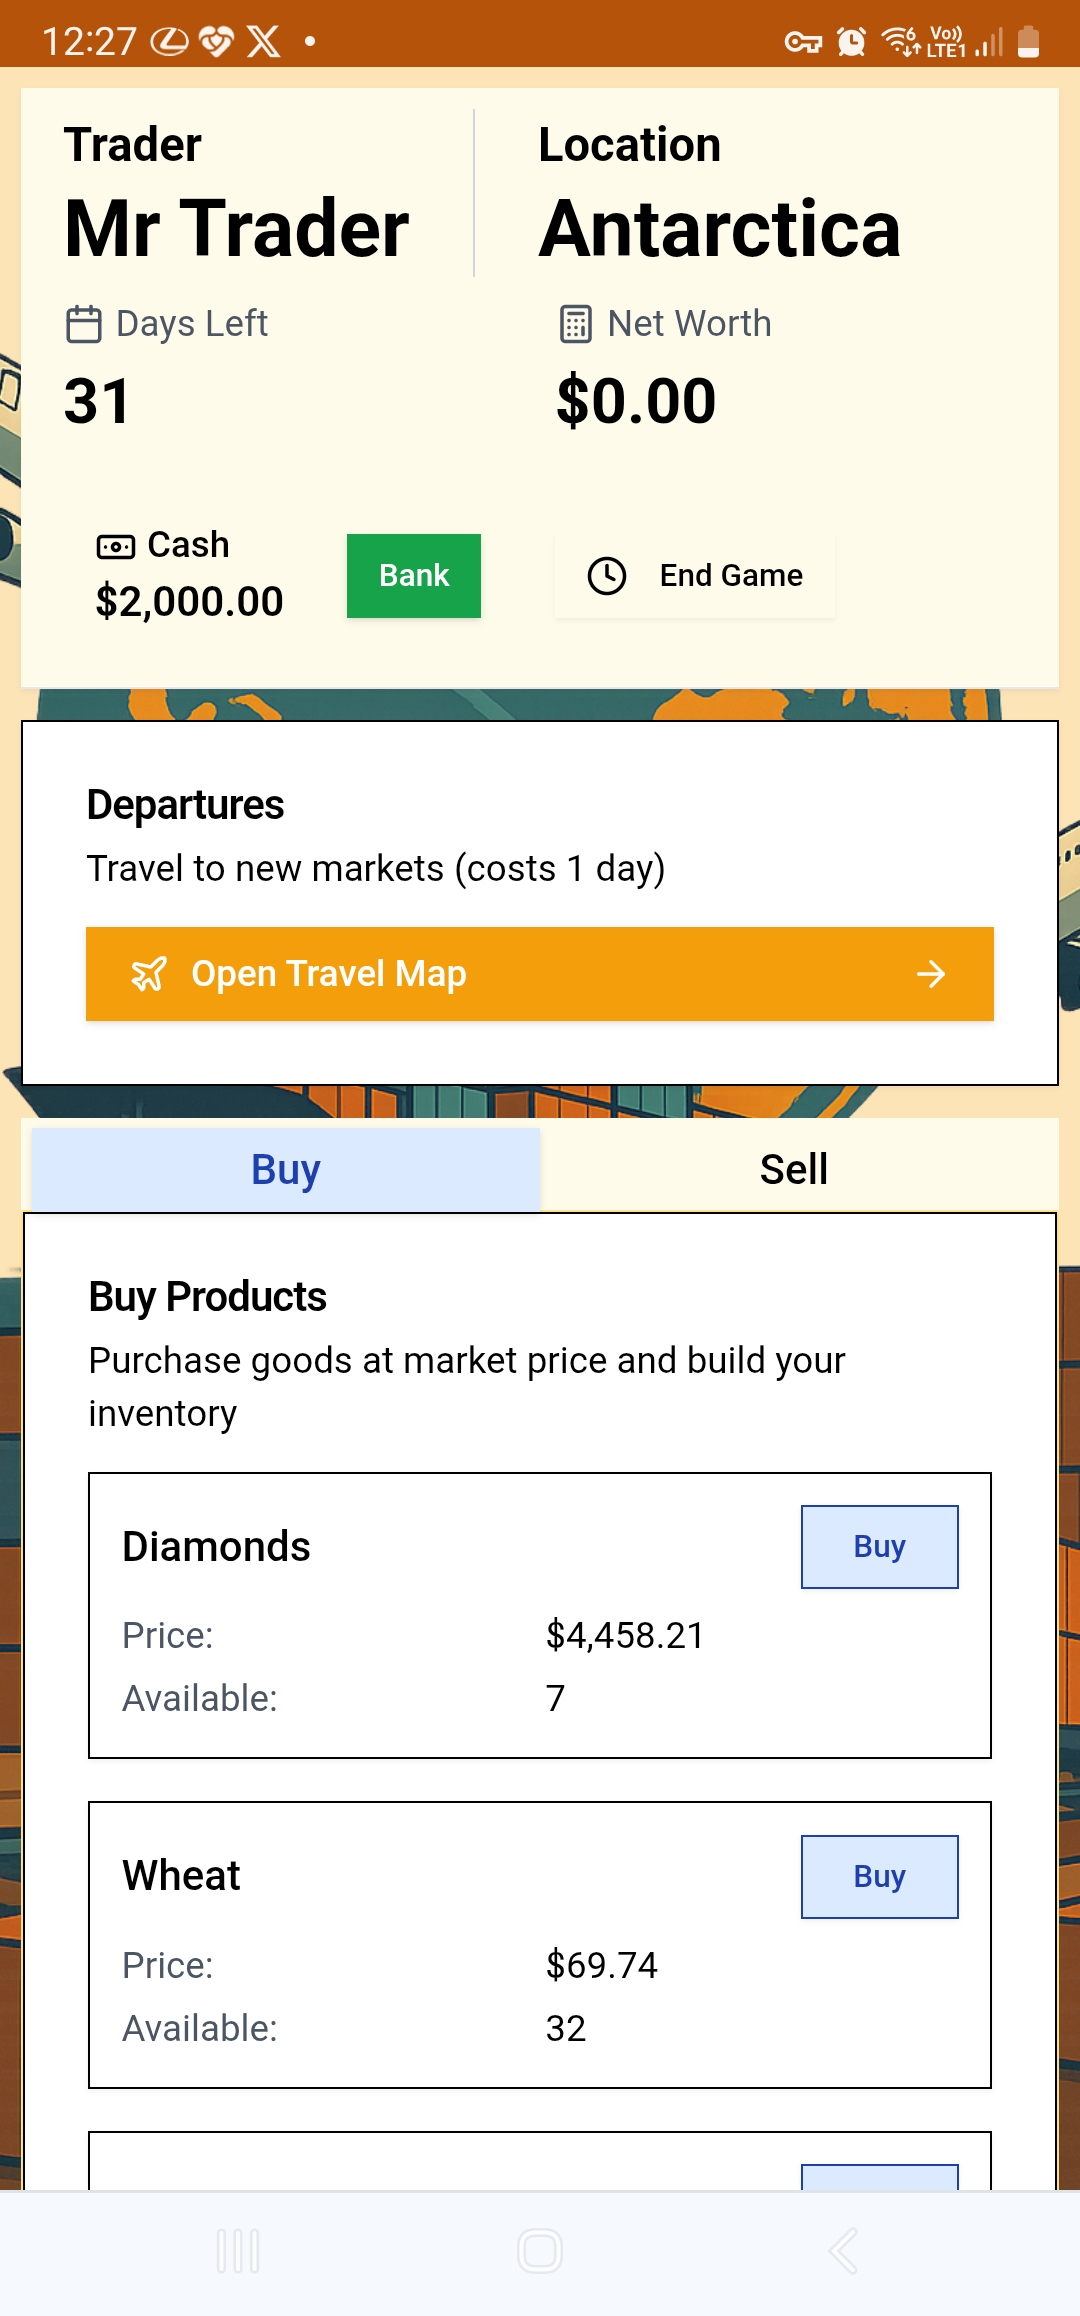 12:27
Vo))
LTE1
Trader
Location
Mr Trader
Antarctica
Days Left
Net Worth
31
$0.00
Cash
$2,000.00
Bank
End Game
Departures
Travel to new markets (costs 1 day)
Open Travel Map
Buy
Sell
Buy Products
Purchase goods at market price and build your
inventory
Diamonds
Buy
Price:
$4,458.21
Available:
7
Wheat
Buy
Price:
$69.74
Available:
32